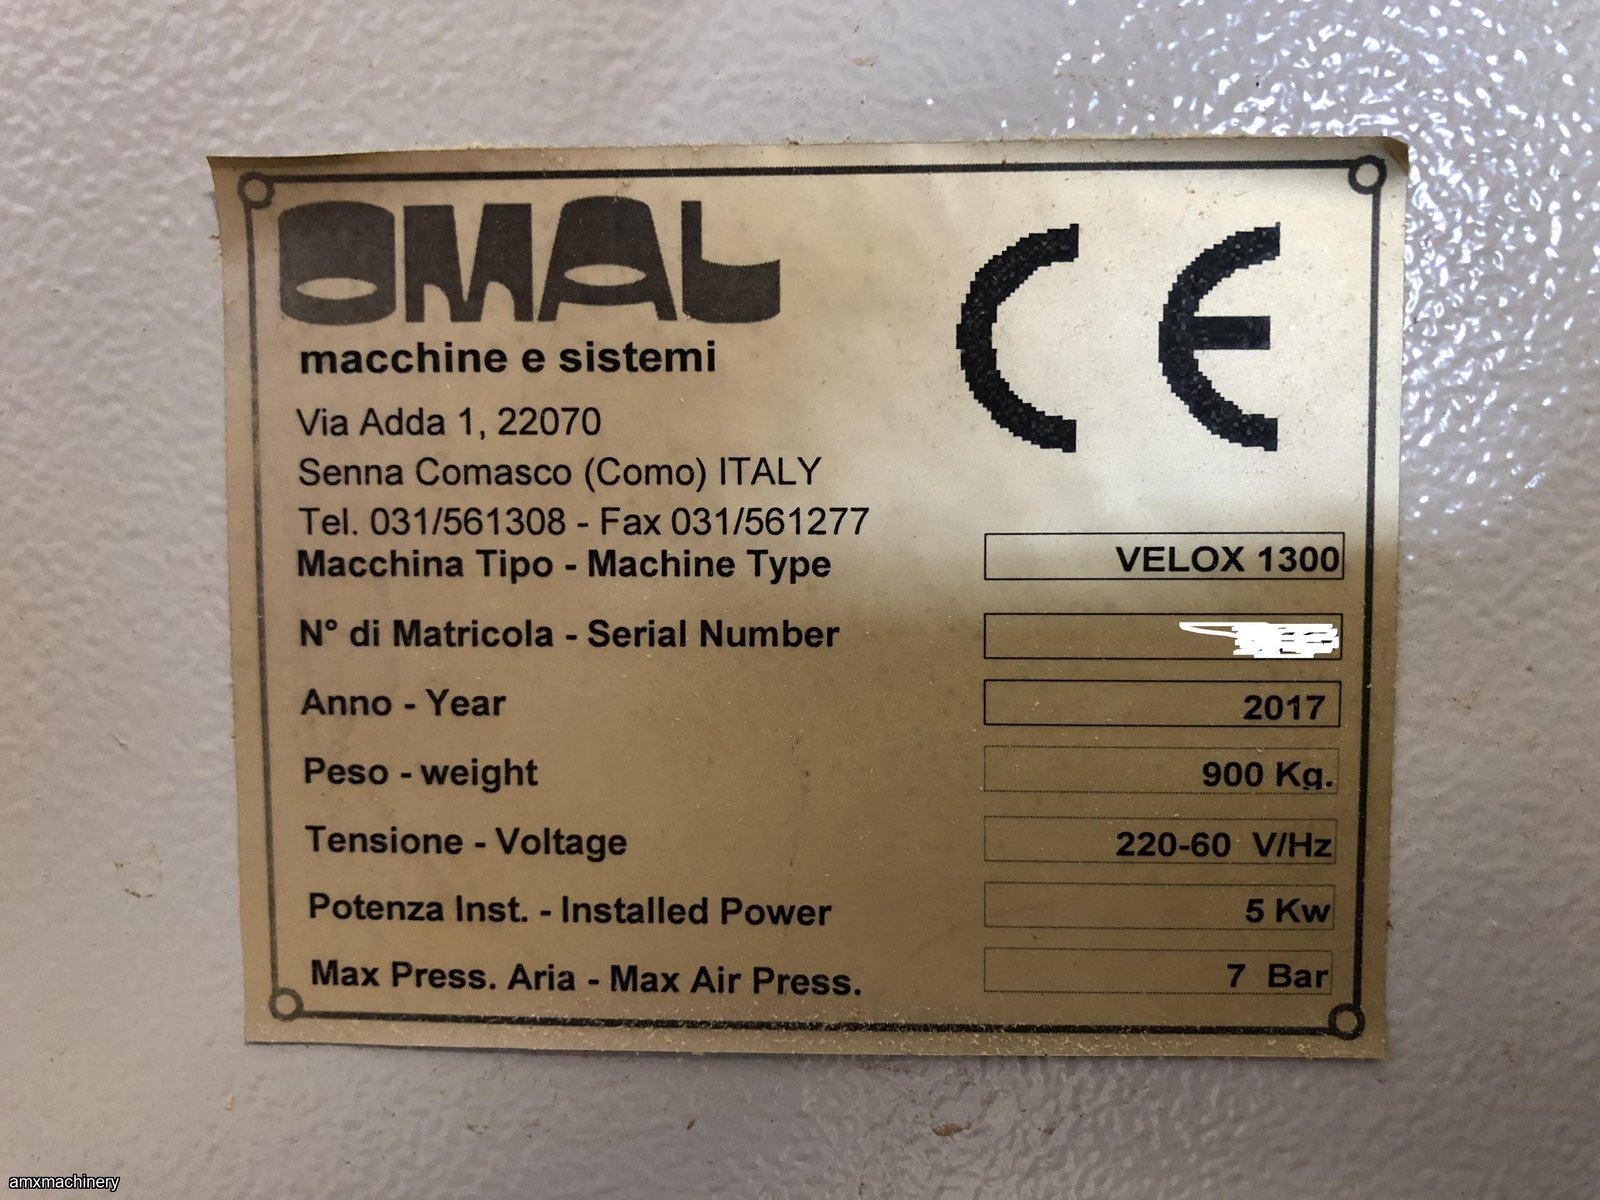 OMAL
CE
macchine e sistemi
Via Adda 1, 22070
Senna Comasco (Como) ITALY
Tel. 031/561308 - Fax 031/561277
Macchina Tipo - Machine Type VELOX 1300
N° di Matricola - Serial Number
Anno - Year 2017
Peso - weight 900 Kg.
Tensione - Voltage 220-60 V/Hz
Potenza Inst. - Installed Power 5 Kw
Max Press. Aria - Max Air Press. 7 Bar
amxmachinery